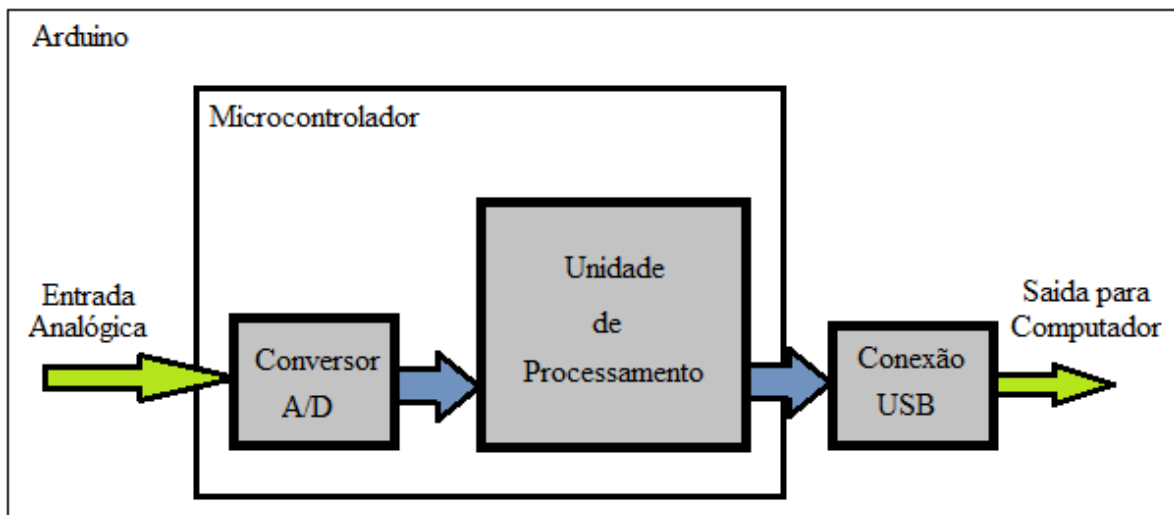 Arduino
Microcontrolador
Entrada
Analógica
Conversor
A/D
Unidade
de
Processamento
Conexão
USB
Saida para
Computador